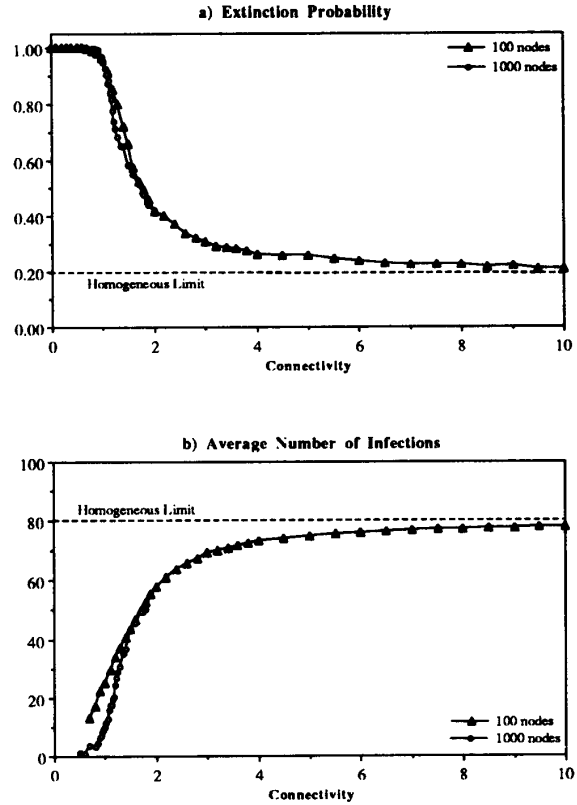 a) Extinction Probability
1.00
0.80
0.60
0.40
0.20
0.00
100 nodes
1000 nodes
Homogeneous Limit
0 2 4 6 8 10
Connectivity
b) Average Number of Infections
100
80
60
40
20
0
Homogeneous Limit
100 nodes
1000 nodes
0 2 4 6 8 10
Connectivity